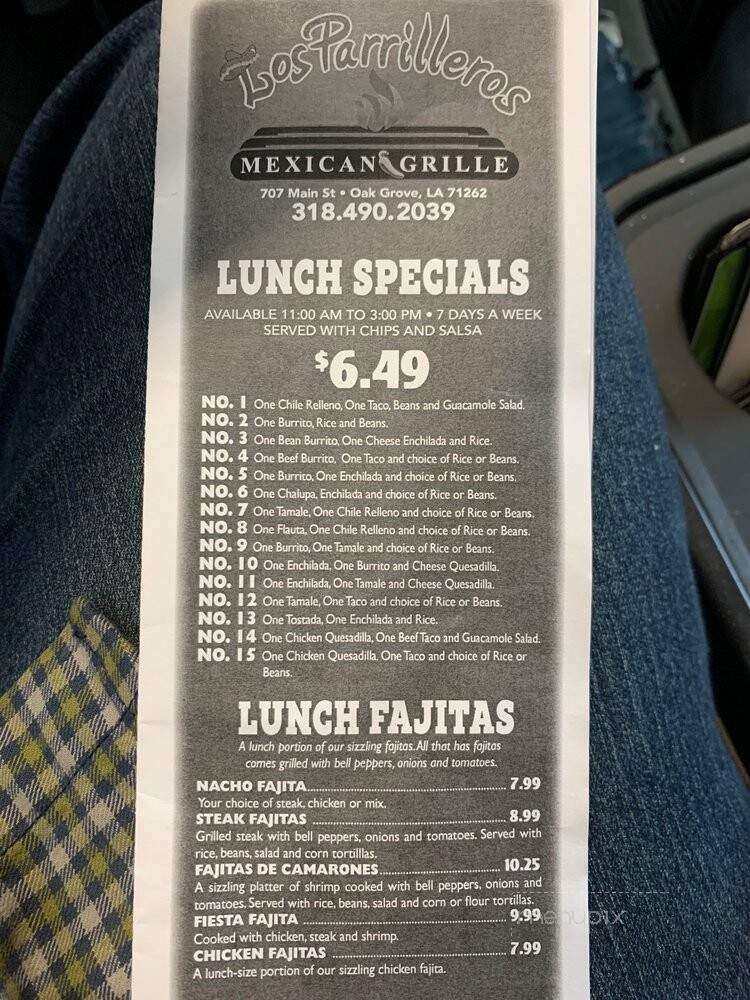 Los Parrilleros
MEXICAN GRILLE
707 Main St • Oak Grove, LA 71262
318.490.2039
LUNCH SPECIALS
AVAILABLE 11:00 AM TO 3:00 PM • 7 DAYS A WEEK
SERVED WITH CHIPS AND SALSA
$6.49
NO. 1 One Chile Relleno, One Taco, Beans and Guacamole Salad.
NO. 2 One Burrito, Rice and Beans.
NO. 3 One Bean Burrito, One Cheese Enchilada and Rice.
NO. 4 One Beef Burrito, One Taco and choice of Rice or Beans.
NO. 5 One Burrito, One Enchilada and choice of Rice or Beans.
NO. 6 One Chalupa, Enchilada and choice of Rice or Beans.
NO. 7 One Tamale, One Chile Relleno and choice of Rice or Beans.
NO. 8 One Flauta, One Chile Relleno and choice of Rice or Beans.
NO. 9 One Burrito, One Tamale and choice of Rice or Beans.
NO. 10 One Enchilada, One Burrito and Cheese Quesadilla.
NO. 11 One Enchilada, One Tamale and Cheese Quesadilla.
NO. 12 One Tamale, One Taco and choice of Rice or Beans.
NO. 13 One Tostada, One Enchilada and Rice.
NO. 14 One Chicken Quesadilla, One Beef Taco and Guacamole Salad.
NO. 15 One Chicken Quesadilla, One Taco and choice of Rice or
Beans.
LUNCH FAJITAS
A lunch portion of our sizzling fajitas. All that has fajitas
comes grilled with bell peppers, onions and tomatoes.
NACHO FAJITA 7.99
Your choice of steak, chicken or mix.
STEAK FAJITAS 8.99
Grilled steak with bell peppers, onions and tomatoes. Served with
rice, beans, salad and corn tortilllas.
FAJITAS DE CAMARONES 10.25
A sizzling platter of shrimp cooked with bell peppers, onions and
tomatoes. Served with rice, beans, salad and corn or flour tortillas.
FIESTA FAJITA 9.99
Cooked with chicken, steak and shrimp.
CHICKEN FAJITAS 7.99
A lunch-size portion of our sizzling chicken fajita.
menupix